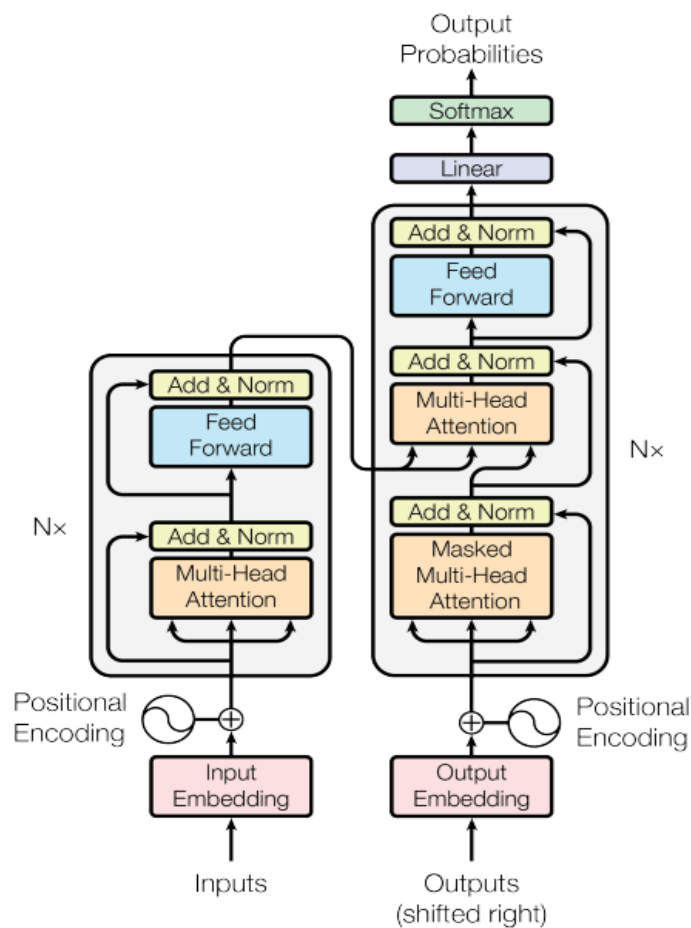 Output
Probabilities
Softmax
Linear
Add & Norm
Feed
Forward
Add & Norm
Multi-Head
Attention
Add & Norm
Masked
Multi-Head
Attention
Nx
Add & Norm
Feed
Forward
Add & Norm
Multi-Head
Attention
Nx
Positional
Encoding
Positional
Encoding
Input
Embedding
Output
Embedding
Inputs
Outputs
(shifted right)